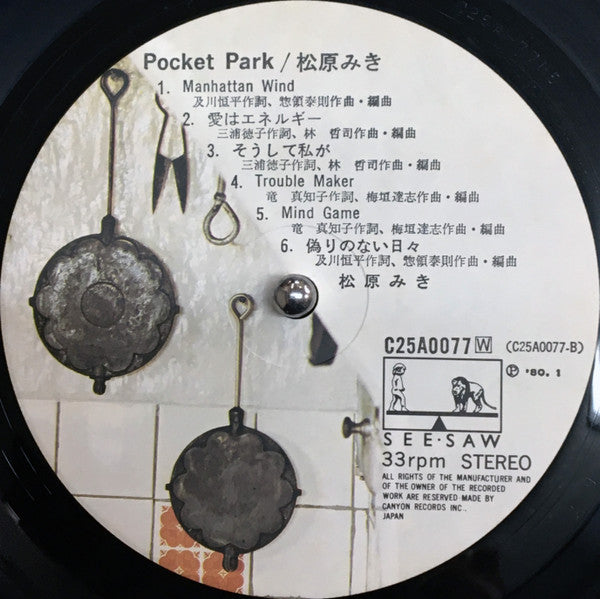 Pocket Park / 松原みき
1. Manhattan Wind
及川恒平作詞、惣領泰則作曲・編曲
2. 愛はエネルギー
三浦徳子作詞、林 哲司作曲・編曲
3. そうして私が
三浦徳子作詞、林 哲司作曲・編曲
4. Trouble Maker
竜 真知子作詞、梅垣達志作曲・編曲
5. Mind Game
竜 真知子作詞、梅垣達志作曲・編曲
6. 偽りのない日々
及川恒平作詞、惣領泰則作曲・編曲
松原みき
C25A0077 W (C25A0077-B)
Ⓟ '80. 1
SEE・SAW
33rpm STEREO
ALL RIGHTS OF THE MANUFACTURER AND
OF THE OWNER OF THE RECORDED
WORK ARE RESERVED・MADE BY
CANYON RECORDS INC.,
JAPAN